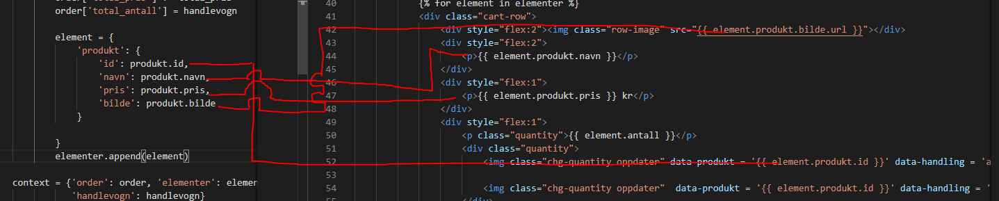 order['total_antall'] = handlevogn
element = {
'produkt': {
'id': produkt.id,
'navn': produkt.navn,
'pris': produkt.pris,
'bilde': produkt.bilde
}
}
elementer.append(element)
context = {'order': order, 'elementer': elemen
'handlevogn': handlevogn}
40 {% for element in elementer %}
41 <div class="cart-row">
42 <div style="flex:2"><img class="row-image" src="{{ element.produkt.bilde.url }}"></div>
43 <div style="flex:2">
44 <p>{{ element.produkt.navn }}</p>
45 </div>
46 <div style="flex:1">
47 <p>{{ element.produkt.pris }} kr</p>
48 </div>
49 <div style="flex:1">
50 <p class="quantity">{{ element.antall }}</p>
51 <div class="quantity">
52 <img class="chg-quantity oppdater" data-produkt = '{{ element.produkt.id }}' data-handling = 'a
53
54 <img class="chg-quantity oppdater"  data-produkt = '{{ element.produkt.id }}' data-handling = '
55 </div>